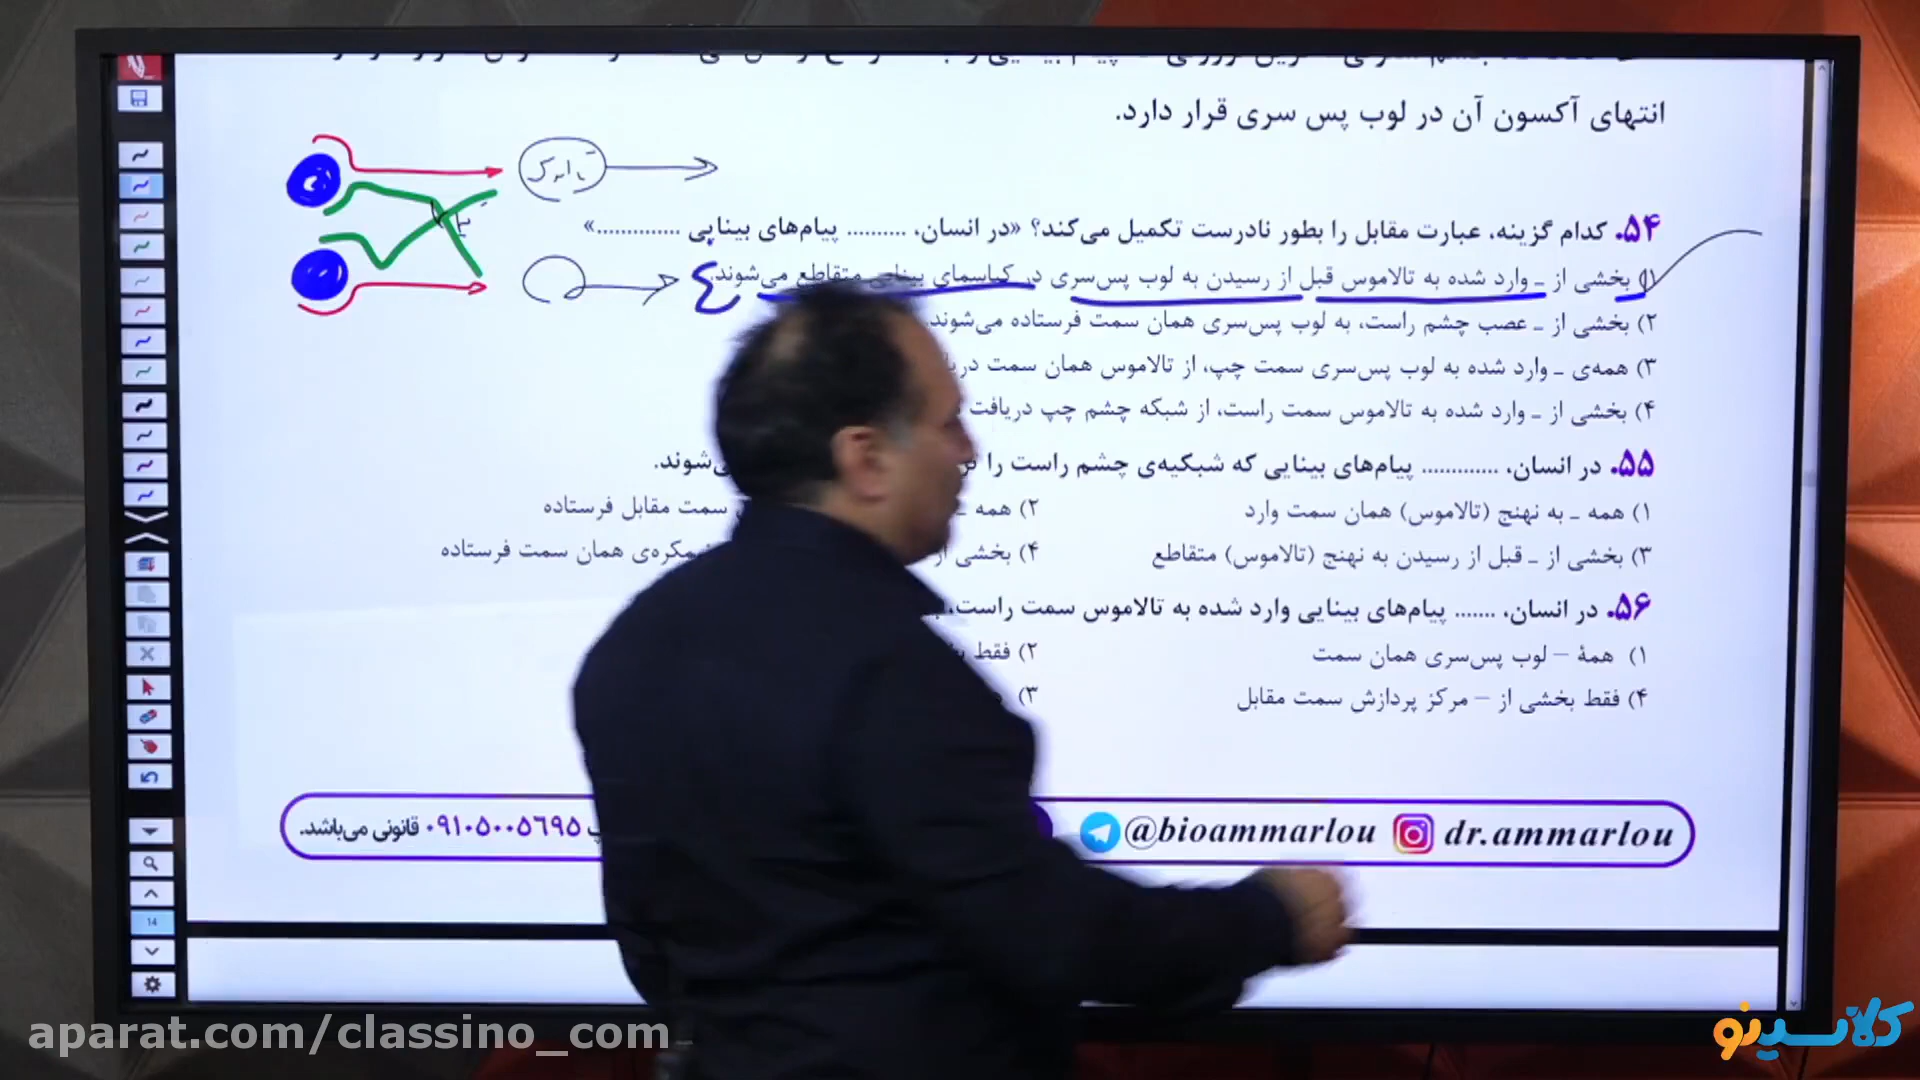 انتهای آکسون آن در لوب پس سری قرار دارد.
۵۴. کدام گزینه، عبارت مقابل را بطور نادرست تکمیل می‌کند؟ «در انسان، .......... پیام‌های بینایی ..............»
۱) بخشی از ـ وارد شده به تالاموس قبل از رسیدن به لوب پس‌سری در کیاسمای بینایی متقاطع می‌شوند.
۲) بخشی از ـ عصب چشم راست، به لوب پس‌سری همان سمت فرستاده می‌شوند.
۳) همه‌ی ـ وارد شده به لوب پس‌سری سمت چپ، از تالاموس همان سمت
۴) بخشی از ـ وارد شده به تالاموس سمت راست، از شبکه چشم چپ دریافت
۵۵. در انسان، ............. پیام‌های بینایی که شبکیه‌ی چشم راست را می‌شوند.
۱) همه ـ به نهنج (تالاموس) همان سمت وارد
۲) همه ـ سمت مقابل فرستاده
۳) بخشی از ـ قبل از رسیدن به نهنج (تالاموس) متقاطع
۴) بخشی از همان سمت فرستاده
۵۶. در انسان، ....... پیام‌های بینایی وارد شده به تالاموس سمت راست،
۱) همهٔ – لوب پس‌سری همان سمت
۲) فقط
۴) فقط بخشی از – مرکز پردازش سمت مقابل
۳)
dr.ammarlou
@bioammarlou
۰۹۱۰۵۰۰۵۶۹۵ قانونی می‌باشد.
14
aparat.com/classino_com
کلاسینو